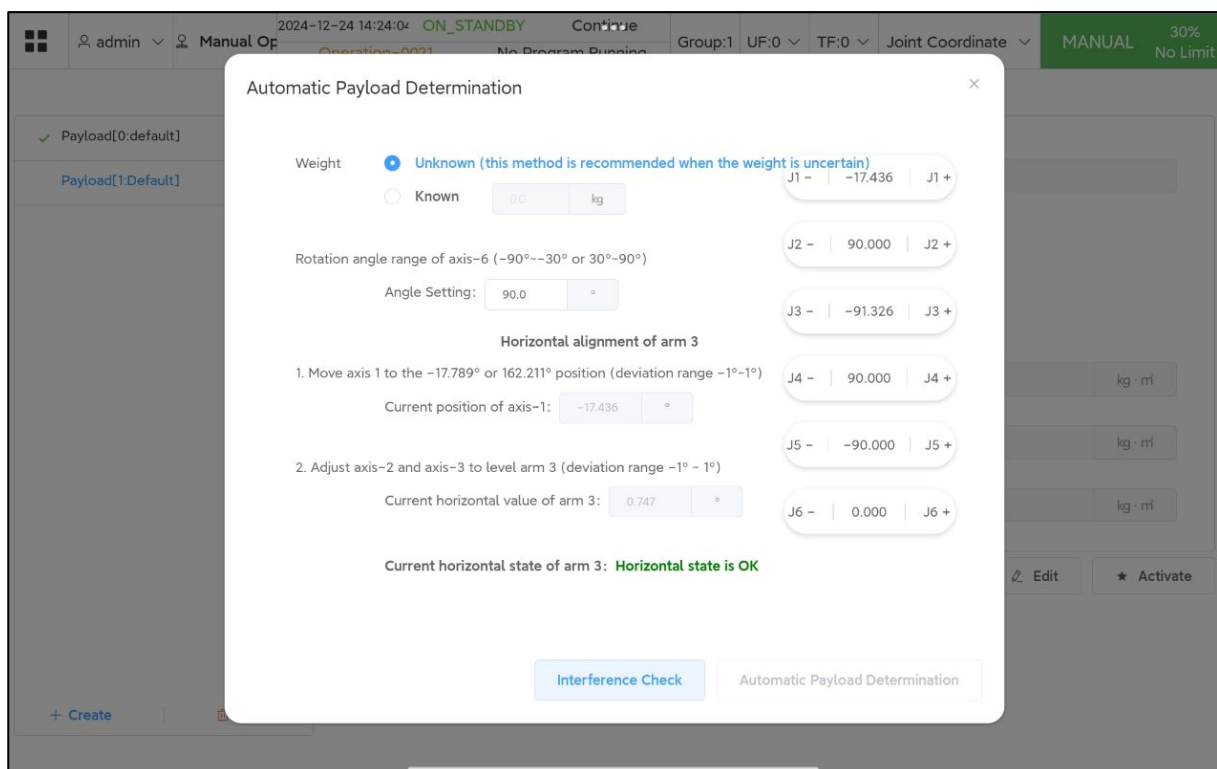 2024-12-24 14:24:04 ON_STANDBY Continue
admin Manual Op Group:1 UF:0 TF:0 Joint Coordinate MANUAL 30%
Operation-0021 No Program Running No Limit
Automatic Payload Determination
Payload[0:default]
Payload[1:Default]
Weight Unknown (this method is recommended when the weight is uncertain)
J1 - -17.436 J1 +
Known 0.0 kg
J2 - 90.000 J2 +
Rotation angle range of axis-6 (-90°~-30° or 30°~90°)
Angle Setting: 90.0 °
J3 - -91.326 J3 +
Horizontal alignment of arm 3
1. Move axis 1 to the -17.789° or 162.211° position (deviation range -1°~1°)
J4 - 90.000 J4 +
kg · ㎡
Current position of axis-1: -17.436 °
J5 - -90.000 J5 +
kg · ㎡
2. Adjust axis-2 and axis-3 to level arm 3 (deviation range -1° ~ 1°)
Current horizontal value of arm 3: 0.747 °
J6 - 0.000 J6 +
kg · ㎡
Current horizontal state of arm 3: Horizontal state is OK
Edit Activate
Interference Check Automatic Payload Determination
+ Create